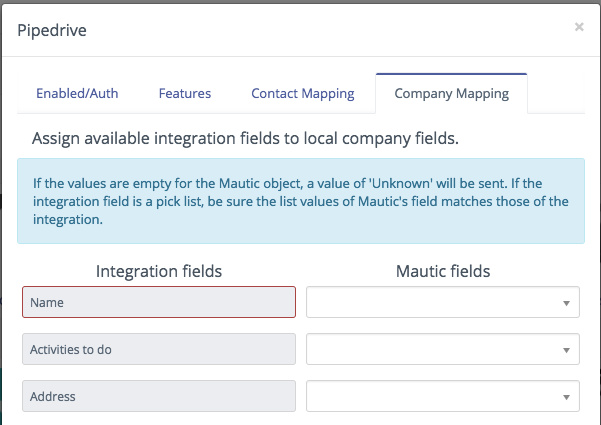 Pipedrive ×
Enabled/Auth Features Contact Mapping Company Mapping
Assign available integration fields to local company fields.
If the values are empty for the Mautic object, a value of 'Unknown' will be sent. If the
integration field is a pick list, be sure the list values of Mautic's field matches those of the
integration.
Integration fields Mautic fields
Name
Activities to do
Address